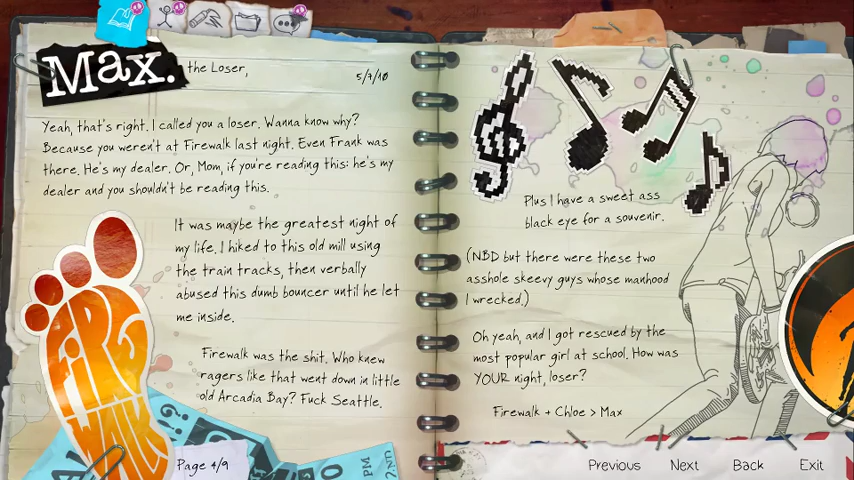 Max. the Loser,
5/7/10
Yeah, that's right. I called you a loser. Wanna know why?
Because you weren't at Firewalk last night. Even Frank was
there. He's my dealer. Or, Mom, if you're reading this: he's my
dealer and you shouldn't be reading this.
It was maybe the greatest night of
my life. I hiked to this old mill using
the train tracks, then verbally
abused this dumb bouncer until he let
me inside.
Firewalk was the shit. Who knew
ragers like that went down in little
old Arcadia Bay? Fuck Seattle.
FiRE
WALK
PM
Page 4/9
Plus I have a sweet ass
black eye for a souvenir.
(NBD but there were these two
asshole skeevy guys whose manhood
I wrecked.)
Oh yeah, and I got rescued by the
most popular girl at school. How was
YOUR night, loser?
Firewalk + Chloe > Max
Previous Next Back Exit